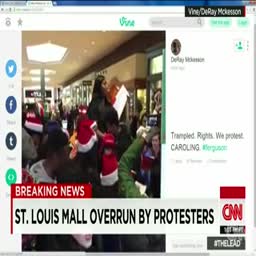 Vine/DeRay Mckesson
Vine
DeRay Mckesson
Trampled. Rights. We protest.
CAROLING. #ferguson
BREAKING NEWS
ST. LOUIS MALL OVERRUN BY PROTESTERS
CNN
#THELEAD